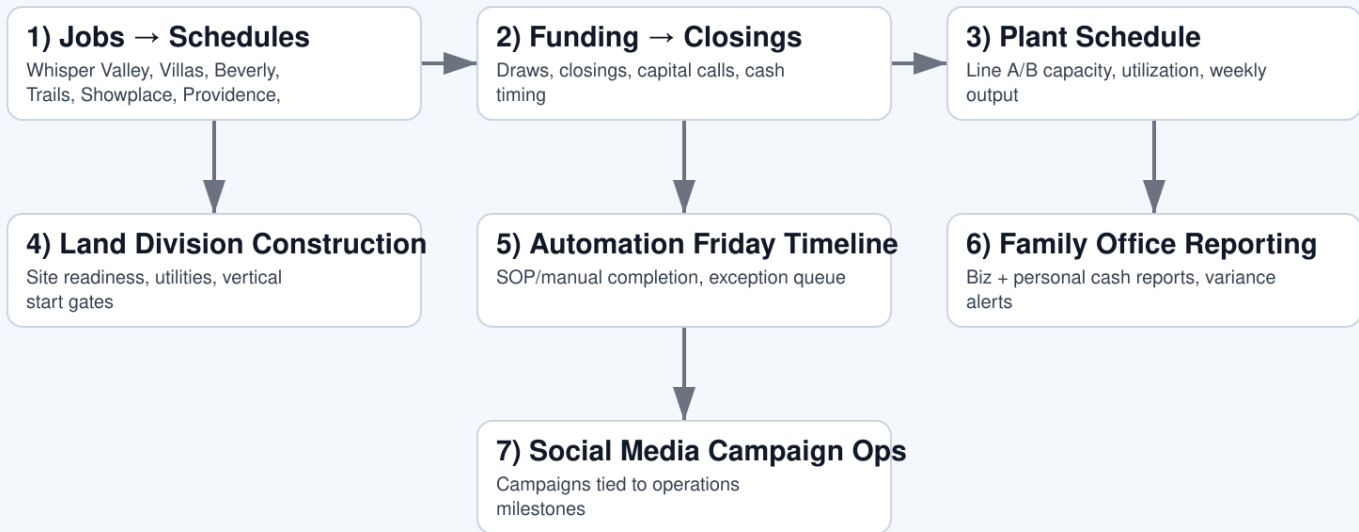 1) Jobs → Schedules
Whisper Valley, Villas, Beverly,
Trails, Showplace, Providence,
2) Funding → Closings
Draws, closings, capital calls, cash
timing
3) Plant Schedule
Line A/B capacity, utilization, weekly
output
4) Land Division Construction
Site readiness, utilities, vertical
start gates
5) Automation Friday Timeline
SOP/manual completion, exception queue
6) Family Office Reporting
Biz + personal cash reports, variance
alerts
7) Social Media Campaign Ops
Campaigns tied to operations
milestones